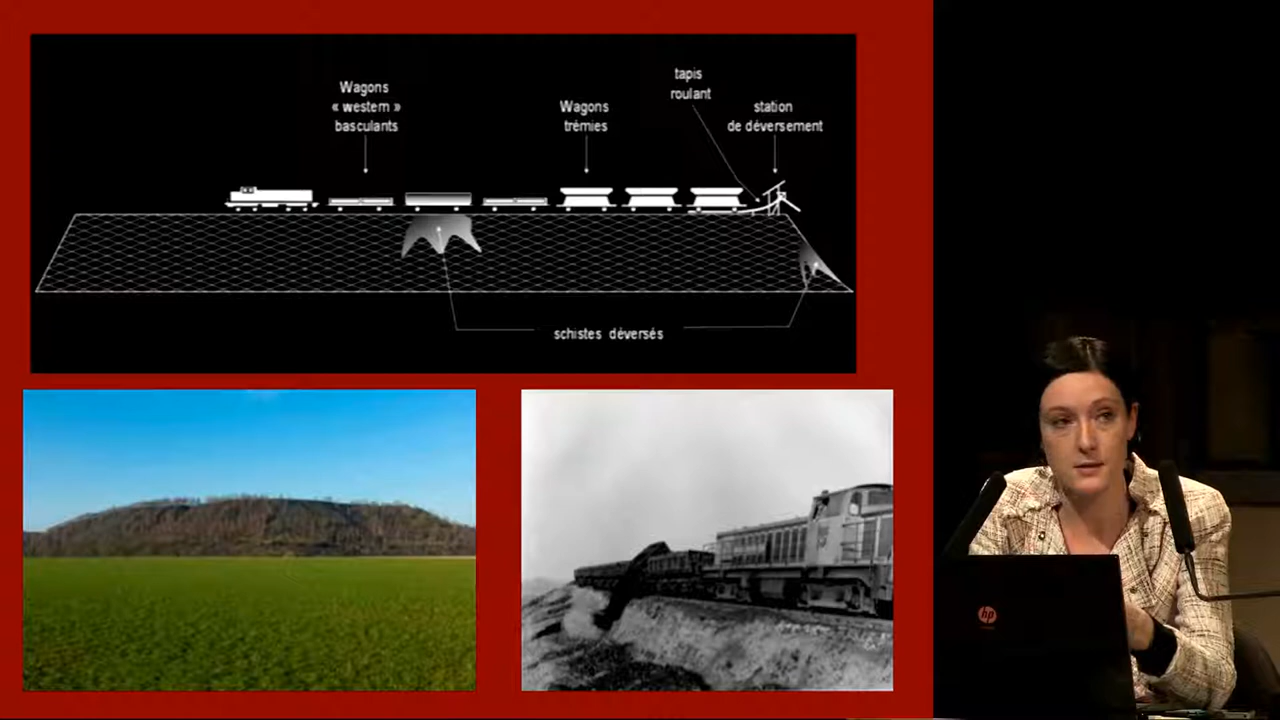 Wagons
« western »
basculants
Wagons
trémies
tapis
roulant
station
de déversement
schistes déversés
hp